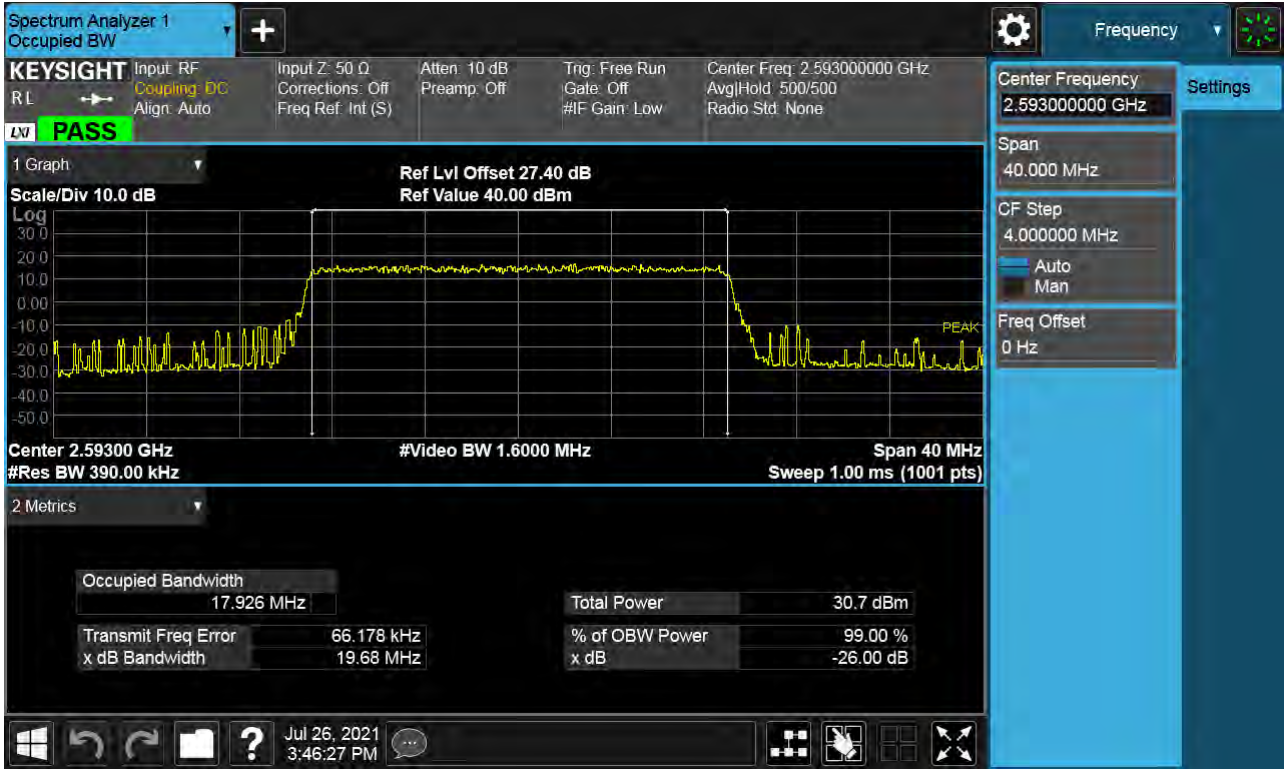 Spectrum Analyzer 1
Occupied BW
+
Frequency
KEYSIGHT
RL
LXI
PASS
Input: RF
Coupling: DC
Align: Auto
Input Z: 50 Ω
Corrections: Off
Freq Ref: Int (S)
Atten: 10 dB
Preamp: Off
Trig: Free Run
Gate: Off
#IF Gain: Low
Center Freq: 2.593000000 GHz
Avg|Hold: 500/500
Radio Std: None
Center Frequency
2.593000000 GHz
Settings
Span
40.000 MHz
CF Step
4.000000 MHz
Auto
Man
Freq Offset
0 Hz
1 Graph
Scale/Div 10.0 dB
Ref Lvl Offset 27.40 dB
Ref Value 40.00 dBm
Log
30.0
20.0
10.0
0.00
-10.0
-20.0
-30.0
-40.0
-50.0
PEAK
Center 2.59300 GHz
#Video BW 1.6000 MHz
Span 40 MHz
#Res BW 390.00 kHz
Sweep 1.00 ms (1001 pts)
2 Metrics
Occupied Bandwidth
17.926 MHz
Total Power 30.7 dBm
Transmit Freq Error 66.178 kHz
% of OBW Power 99.00 %
x dB Bandwidth 19.68 MHz
x dB -26.00 dB
?
Jul 26, 2021
3:46:27 PM